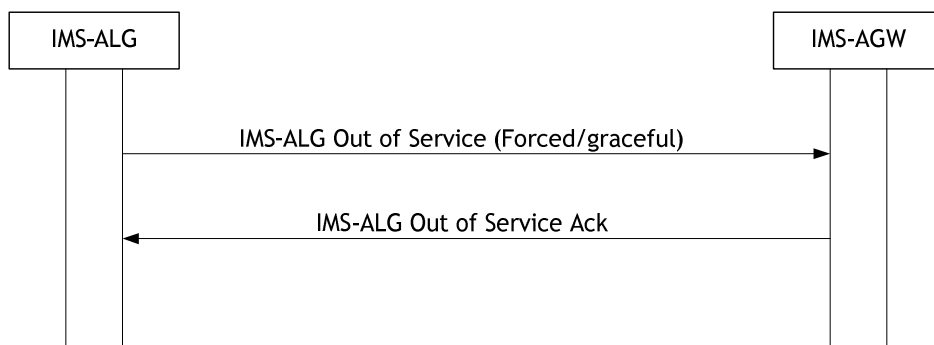 IMS-ALG
IMS-AGW
IMS-ALG Out of Service (Forced/graceful)
IMS-ALG Out of Service Ack